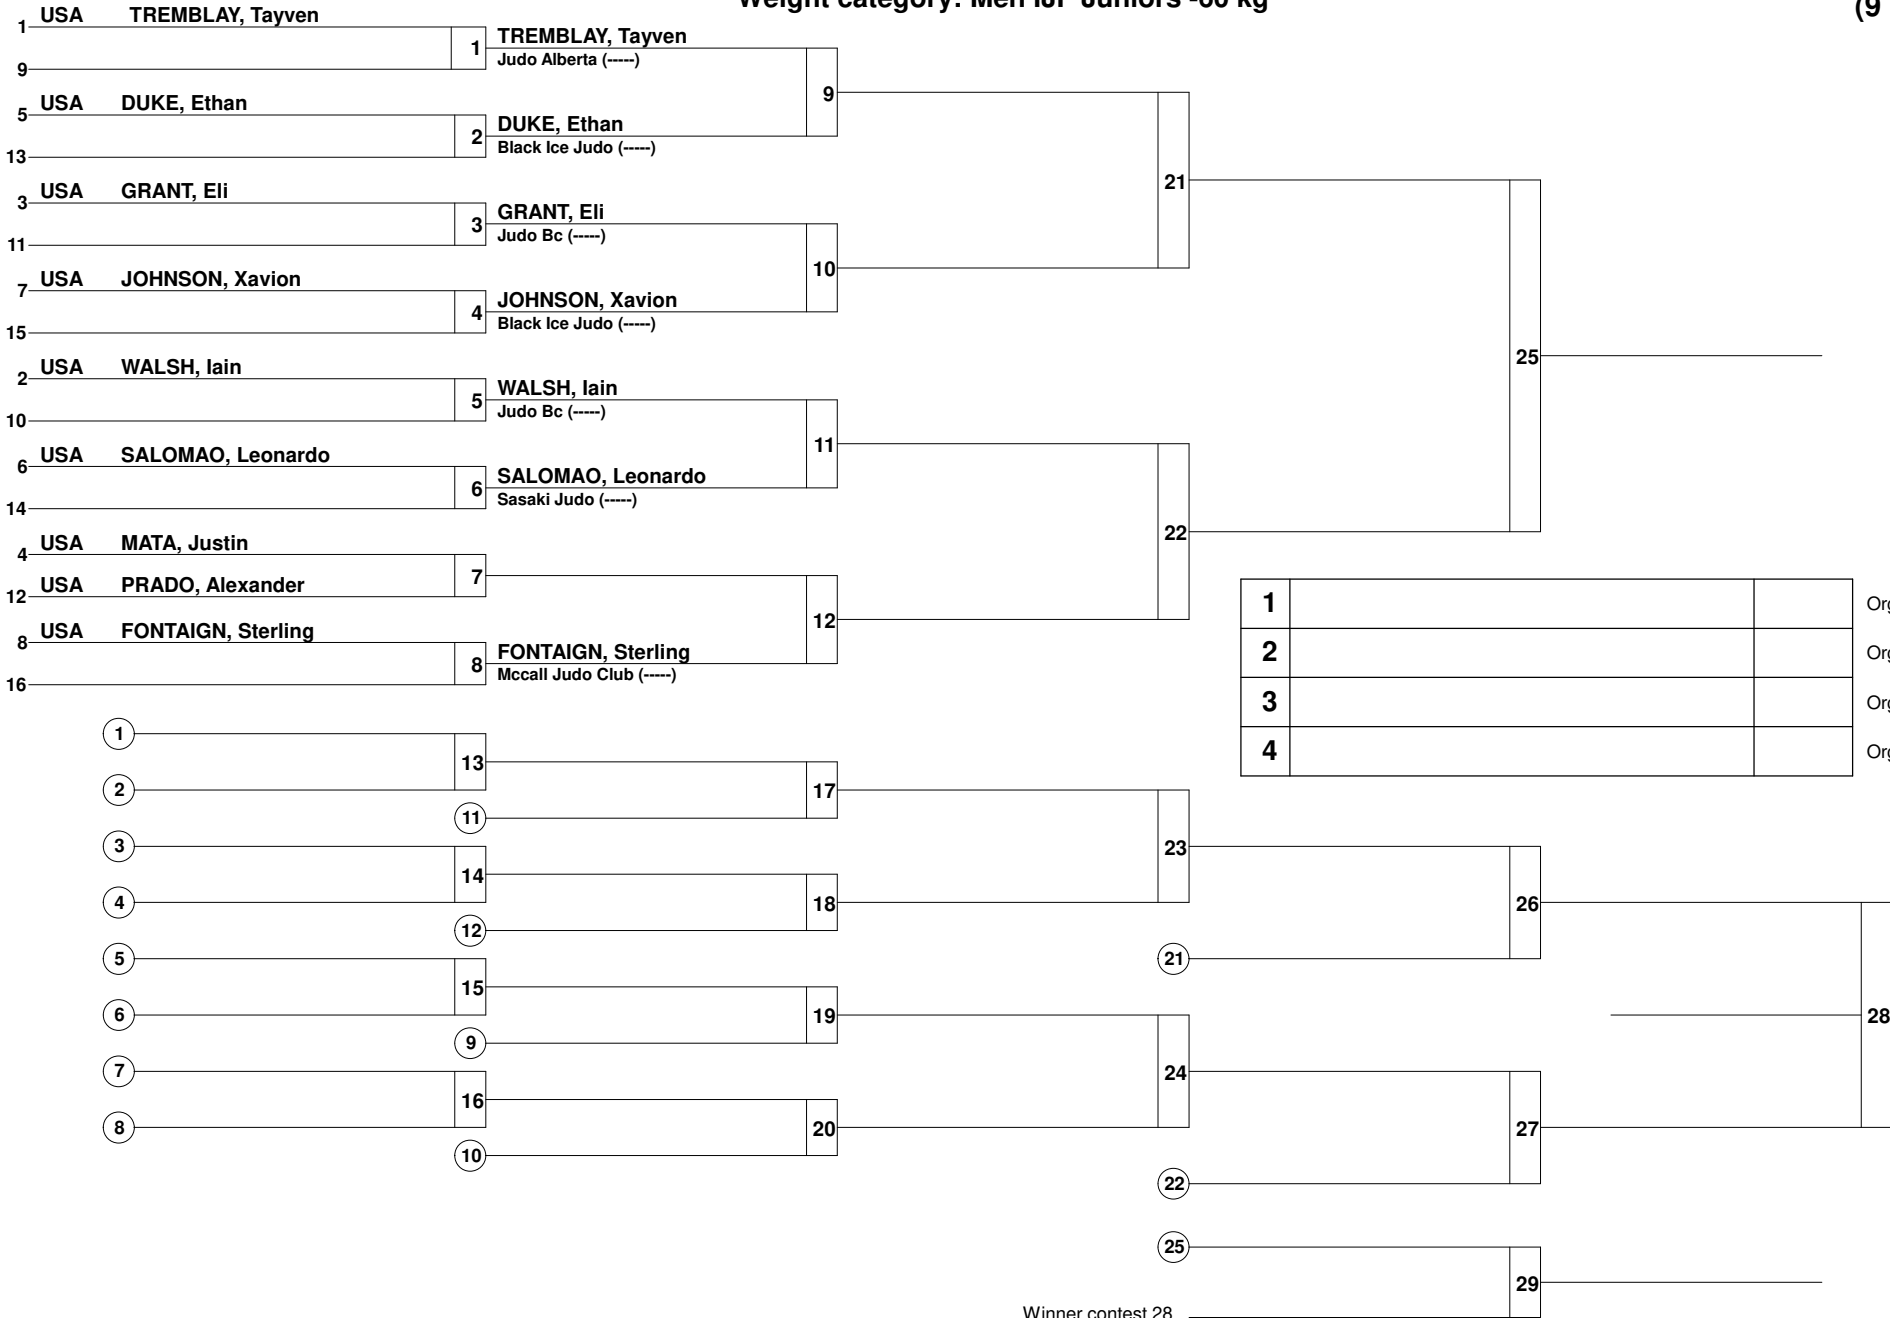 Weight category: Men IJF Juniors -60 kg
(9
1 USA TREMBLAY, Tayven
9
1 TREMBLAY, Tayven
Judo Alberta (-----)
5 USA DUKE, Ethan
13
2 DUKE, Ethan
Black Ice Judo (-----)
9
3 USA GRANT, Eli
11
3 GRANT, Eli
Judo Bc (-----)
7 USA JOHNSON, Xavion
15
4 JOHNSON, Xavion
Black Ice Judo (-----)
10
21
2 USA WALSH, Iain
10
5 WALSH, Iain
Judo Bc (-----)
6 USA SALOMAO, Leonardo
14
6 SALOMAO, Leonardo
Sasaki Judo (-----)
11
4 USA MATA, Justin
12 USA PRADO, Alexander
7
8 USA FONTAIGN, Sterling
16
8 FONTAIGN, Sterling
Mccall Judo Club (-----)
12
22
25
1 Org
2 Org
3 Org
4 Org
1
2
13
11
17
3
4
14
12
18
23
21
26
5
6
15
9
19
7
8
16
10
20
24
22
27
28
25
Winner contest 28
29